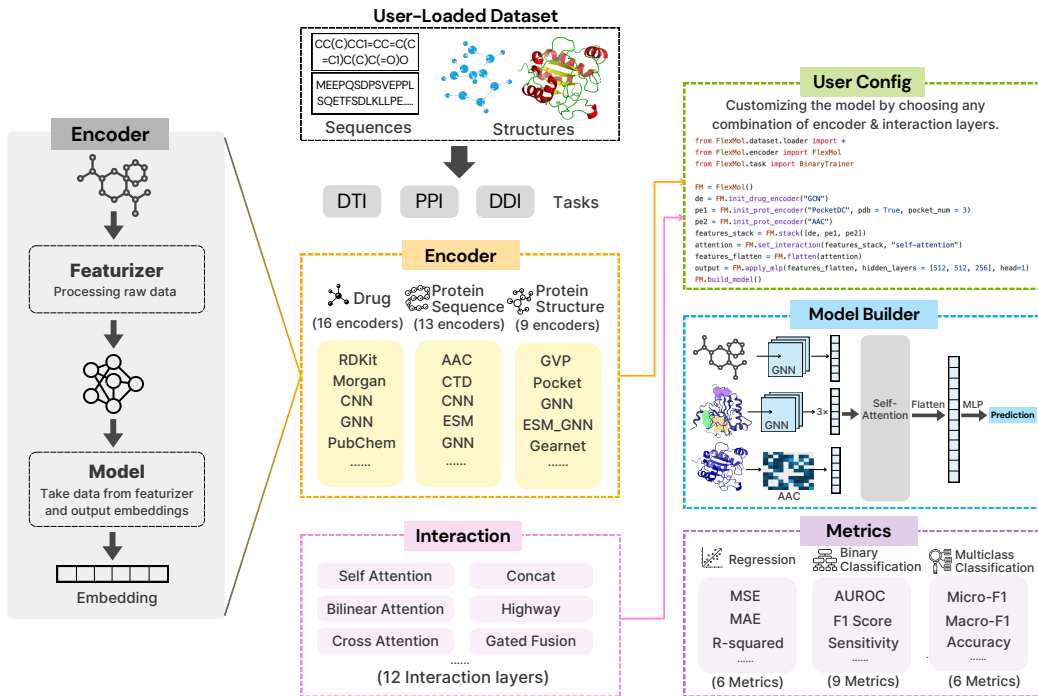 User-Loaded Dataset
CC(C)CC1=CC=C(C
=C1)C(C)C(=O)O
MEEPQSDPSVEPPL
SQETFSDLKLLPE....
Sequences
Structures
DTI
PPI
DDI
Tasks
Encoder
Featurizer
Processing raw data
Model
Take data from featurizer
and output embeddings
Embedding
Encoder
Drug
(16 encoders)
Protein
Sequence
(13 encoders)
Protein
Structure
(9 encoders)
RDKit
Morgan
CNN
GNN
PubChem
......
AAC
CTD
CNN
ESM
GNN
......
GVP
Pocket
GNN
ESM_GNN
Gearnet
......
Interaction
Self Attention
Concat
Bilinear Attention
Highway
Cross Attention
Gated Fusion
......
(12 Interaction layers)
User Config
Customizing the model by choosing any
combination of encoder & interaction layers.
from FlexMol.dataset.loader import *
from FlexMol.encoder import FlexMol
from FlexMol.task import BinaryTrainer
FM = FlexMol()
de = FM.init_drug_encoder("GCN")
pe1 = FM.init_prot_encoder("PocketDC", pdb = True, pocket_num = 3)
pe2 = FM.init_prot_encoder("AAC")
features_stack = FM.stack([de, pe1, pe2])
attention = FM.set_interaction(features_stack, "self-attention")
features_flatten = FM.flatten(attention)
output = FM.apply_mlp(features_flatten, hidden_layers = [512, 512, 256], head=1)
FM.build_model()
Model Builder
GNN
GNN
3×
AAC
Self-
Attention
Flatten
MLP
Prediction
Metrics
Regression
Binary
Classification
Multiclass
Classification
MSE
MAE
R-squared
......
(6 Metrics)
AUROC
F1 Score
Sensitivity
......
(9 Metrics)
..
Micro-F1
Macro-F1
Accuracy
......
(6 Metrics)